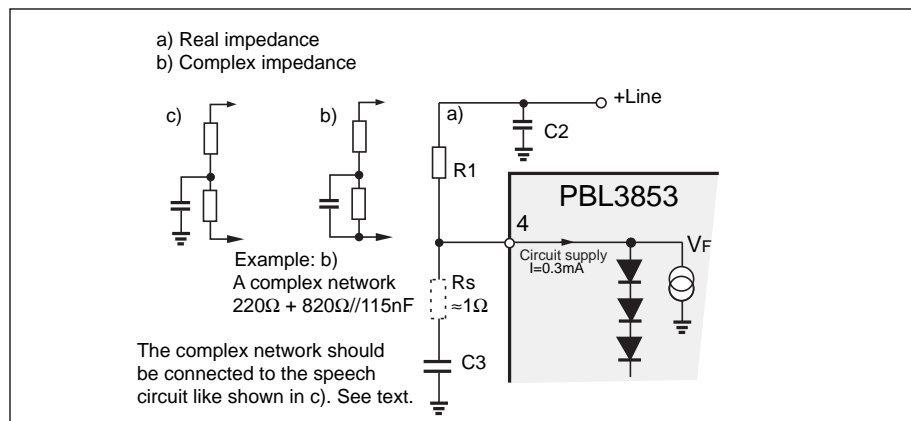 a) Real impedance
b) Complex impedance
c)
b)
a)
+Line
C2
R1
PBL3853
4
Circuit supply
I=0.3mA
VF
Example: b)
A complex network
220Ω + 820Ω//115nF
Rs
≈1Ω
C3
The complex network should
be connected to the speech
circuit like shown in c). See text.